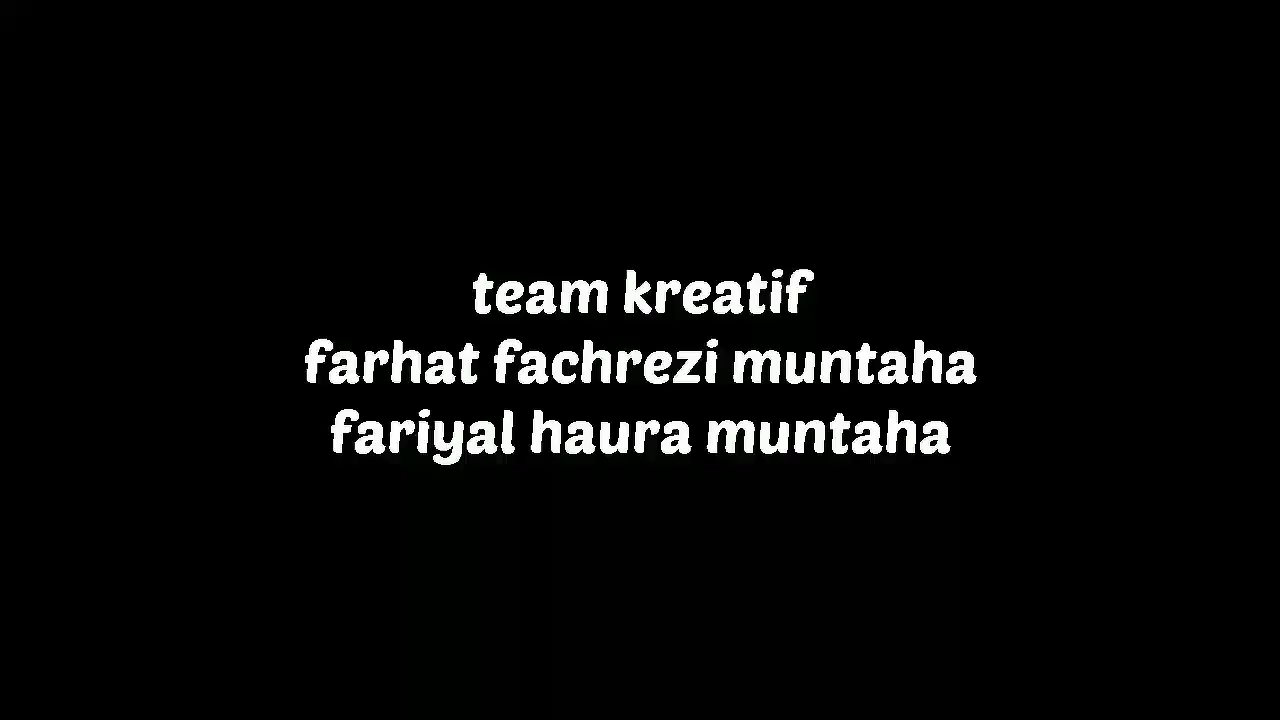 team kreatif
farhat fachrezi muntaha
fariyal haura muntaha